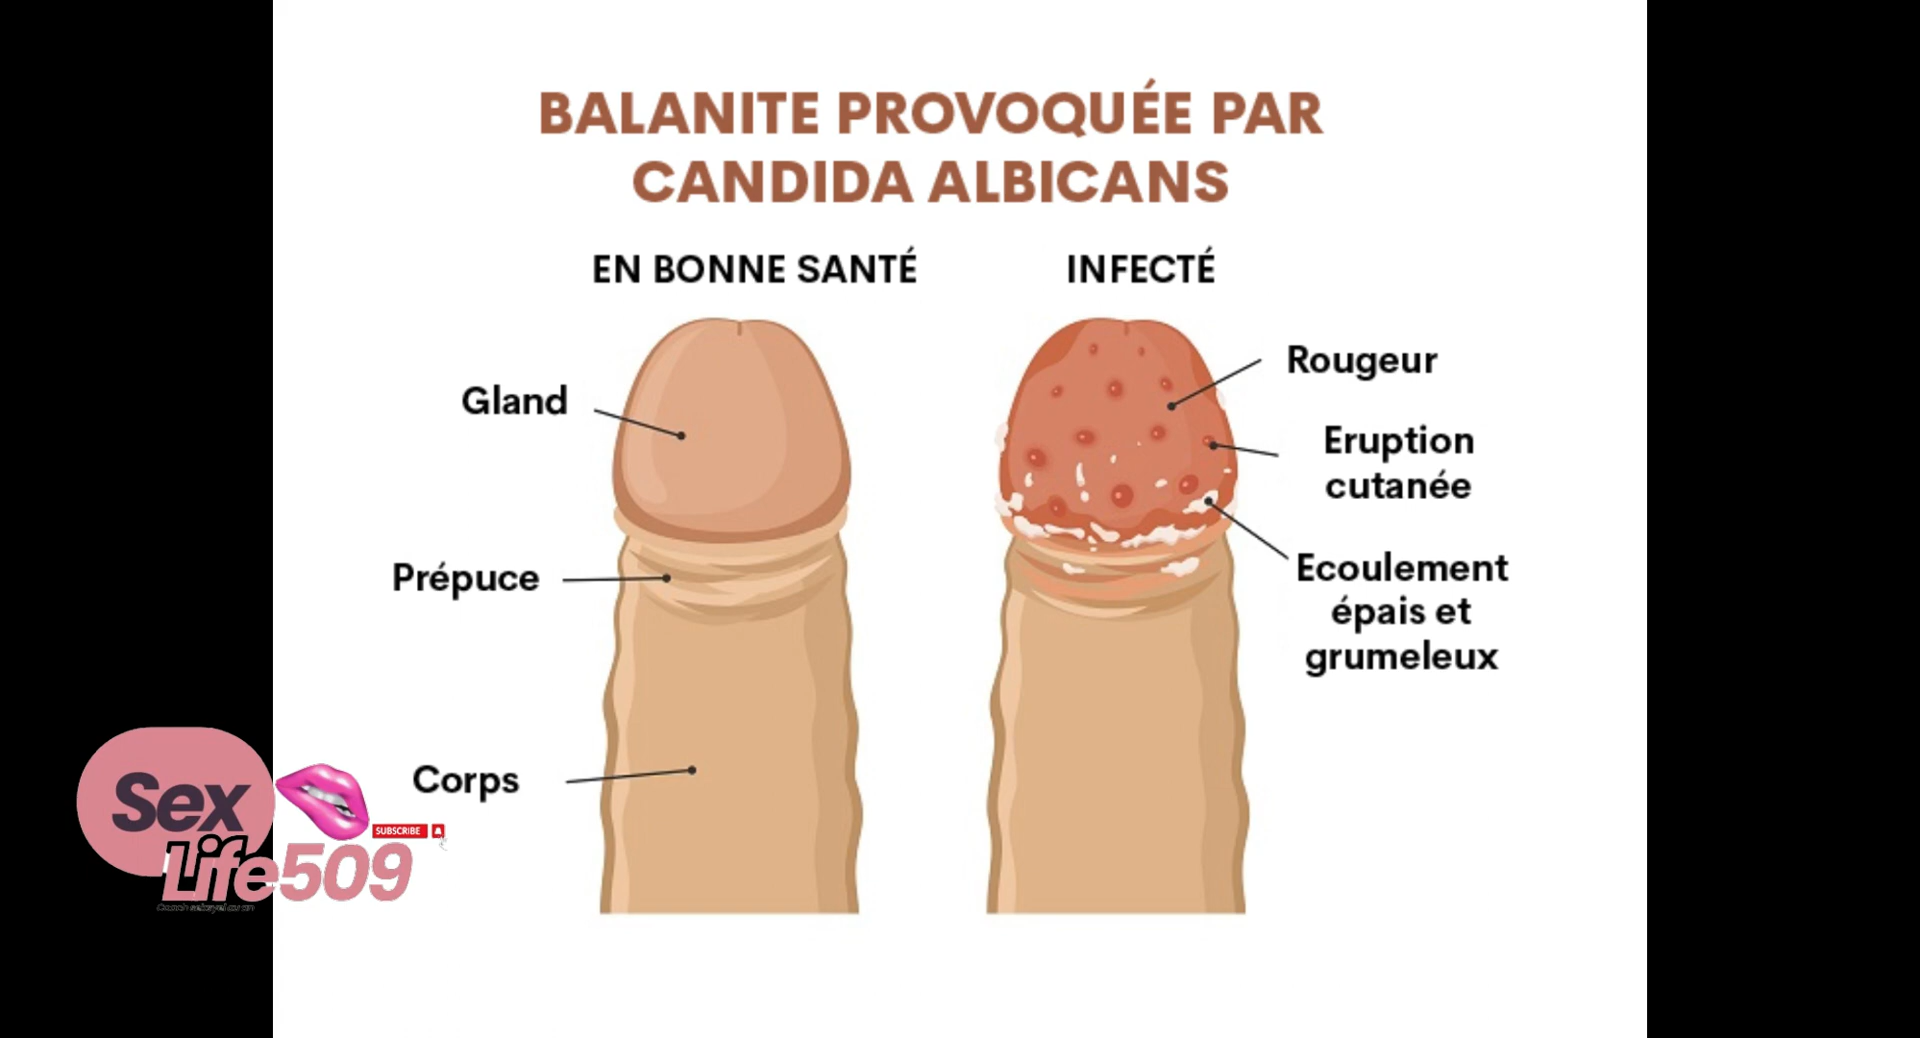 BALANITE PROVOQUÉE PAR
CANDIDA ALBICANS
EN BONNE SANTÉ
INFECTÉ
Gland
Prépuce
Corps
Rougeur
Eruption
cutanée
Ecoulement
épais et
grumeleux
Sex
Life509
SUBSCRIBE